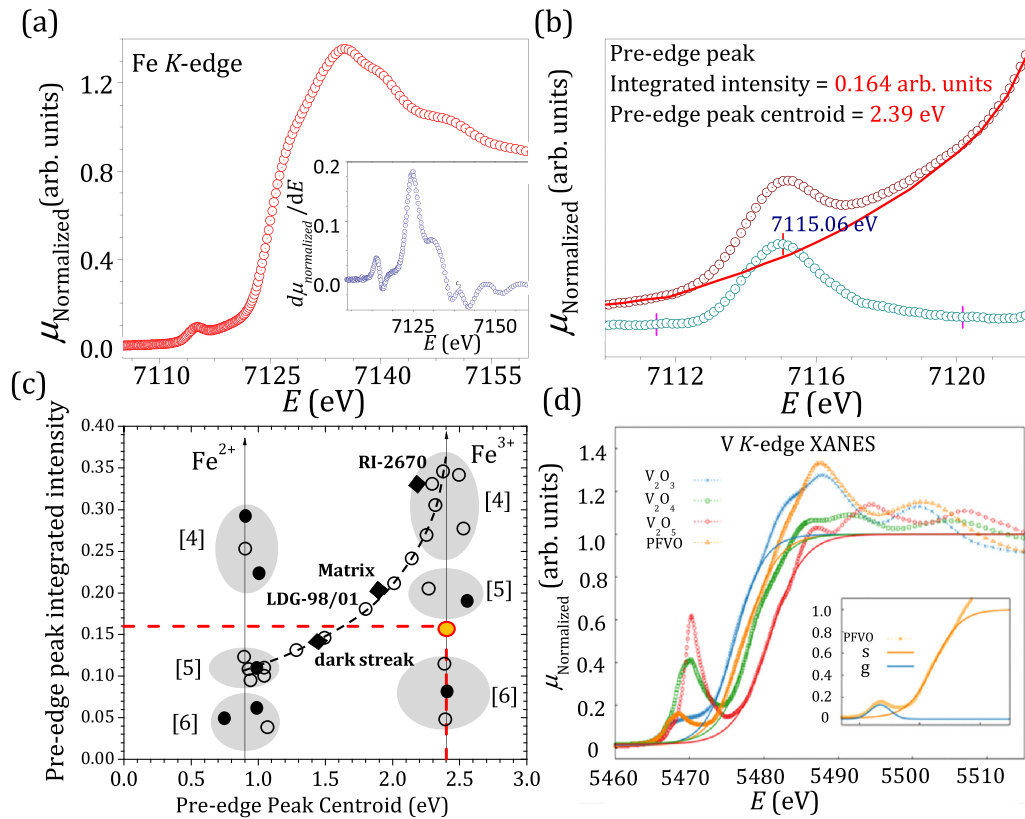 (a)
Fe K-edge
μNormalized (arb. units)
1.2
0.8
0.4
0.0
7110
7125
7140
7155
E (eV)
dμnormalized /dE
0.2
0.1
0.0
7125
7150
E (eV)
(b)
Pre-edge peak
Integrated intensity = 0.164 arb. units
Pre-edge peak centroid = 2.39 eV
7115.06 eV
μNormalized (arb. units)
7112
7116
7120
E (eV)
(c)
Pre-edge peak integrated intensity
0.40
0.35
0.30
0.25
0.20
0.15
0.10
0.05
0.00
Fe2+
Fe3+
RI-2670
[4]
[4]
Matrix
LDG-98/01
[5]
dark streak
[5]
[6]
[6]
0.0
0.5
1.0
1.5
2.0
2.5
3.0
Pre-edge Peak Centroid (eV)
(d)
V K-edge XANES
V2O3
V2O4
V2O5
PFVO
μNormalized (arb. units)
1.4
1.2
1.0
0.8
0.6
0.4
0.2
0
PFVO
s
g
1.0
0.8
0.6
0.4
0.2
0
5460
5470
5480
5490
5500
5510
E (eV)